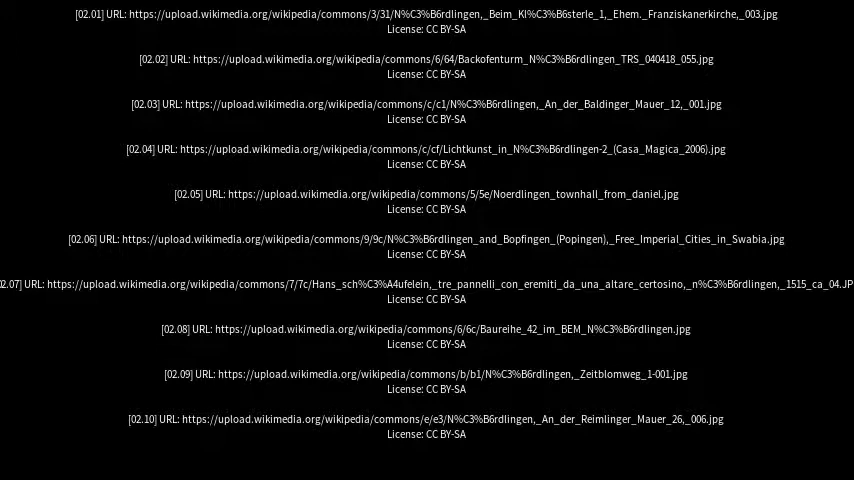 [02.01] URL: https://upload.wikimedia.org/wikipedia/commons/3/31/N%C3%B6rdlingen,_Beim_Kl%C3%B6sterle_1,_Ehem._Franziskanerkirche,_003.jpg
License: CC BY-SA
[02.02] URL: https://upload.wikimedia.org/wikipedia/commons/6/64/Backofenturm_N%C3%B6rdlingen_TRS_040418_055.jpg
License: CC BY-SA
[02.03] URL: https://upload.wikimedia.org/wikipedia/commons/c/c1/N%C3%B6rdlingen,_An_der_Baldinger_Mauer_12,_001.jpg
License: CC BY-SA
[02.04] URL: https://upload.wikimedia.org/wikipedia/commons/c/cf/Lichtkunst_in_N%C3%B6rdlingen-2_(Casa_Magica_2006).jpg
License: CC BY-SA
[02.05] URL: https://upload.wikimedia.org/wikipedia/commons/5/5e/Noerdlingen_townhall_from_daniel.jpg
License: CC BY-SA
[02.06] URL: https://upload.wikimedia.org/wikipedia/commons/9/9c/N%C3%B6rdlingen_and_Bopfingen_(Popingen),_Free_Imperial_Cities_in_Swabia.jpg
License: CC BY-SA
02.07] URL: https://upload.wikimedia.org/wikipedia/commons/7/7c/Hans_sch%C3%A4ufelein,_tre_pannelli_con_eremiti_da_una_altare_certosino,_n%C3%B6rdlingen,_1515_ca_04.JP
License: CC BY-SA
[02.08] URL: https://upload.wikimedia.org/wikipedia/commons/6/6c/Baureihe_42_im_BEM_N%C3%B6rdlingen.jpg
License: CC BY-SA
[02.09] URL: https://upload.wikimedia.org/wikipedia/commons/b/b1/N%C3%B6rdlingen,_Zeitblomweg_1-001.jpg
License: CC BY-SA
[02.10] URL: https://upload.wikimedia.org/wikipedia/commons/e/e3/N%C3%B6rdlingen,_An_der_Reimlinger_Mauer_26,_006.jpg
License: CC BY-SA